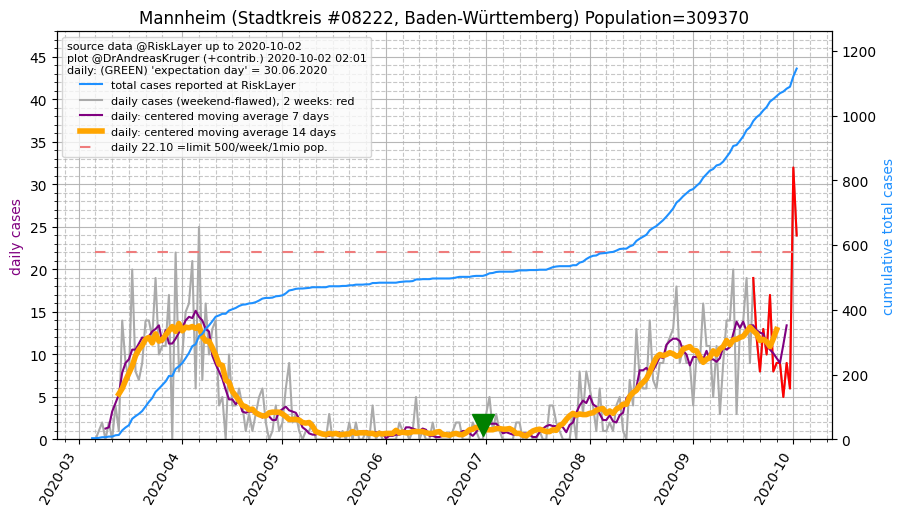 Mannheim (Stadtkreis #08222, Baden-Württemberg) Population=309370
source data @RiskLayer up to 2020-10-02
plot @DrAndreasKruger (+contrib.) 2020-10-02 02:01
daily: (GREEN) 'expectation day' = 30.06.2020
total cases reported at RiskLayer
daily cases (weekend-flawed), 2 weeks: red
daily: centered moving average 7 days
daily: centered moving average 14 days
daily 22.10 =limit 500/week/1mio pop.
daily cases
45
40
35
30
25
20
15
10
5
0
1200
1000
800
600
400
200
0
cumulative total cases
2020-03
2020-04
2020-05
2020-06
2020-07
2020-08
2020-09
2020-10